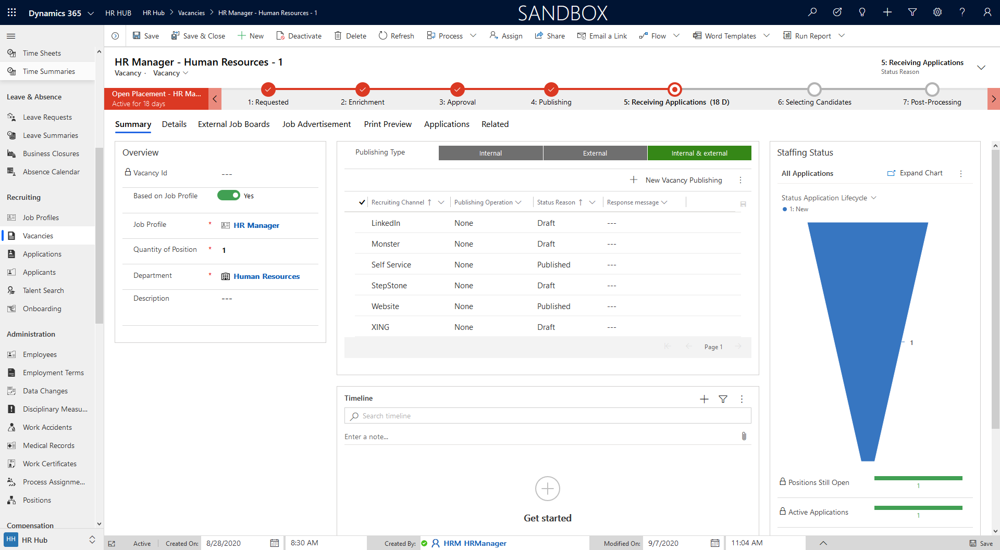 Dynamics 365
HR HUB
HR Hub > Vacancies > HR Manager - Human Resources - 1
SANDBOX
Save
Save & Close
New
Deactivate
Delete
Refresh
Process
Assign
Share
Email a Link
Flow
Word Templates
Run Report
Time Sheets
Time Summaries
Leave & Absence
Leave Requests
Leave Summaries
Business Closures
Absence Calendar
Recruiting
Job Profiles
Vacancies
Applications
Applicants
Talent Search
Onboarding
Administration
Employees
Employment Terms
Data Changes
Disciplinary Measu...
Work Accidents
Medical Records
Work Certificates
Process Assignme...
Positions
Compensation
HH HR Hub
HR Manager - Human Resources - 1
Vacancy · Vacancy
5: Receiving Applications
Status Reason
Open Placement - HR Ma...
Active for 18 days
1: Requested
2: Enrichment
3: Approval
4: Publishing
5: Receiving Applications (18 D)
6: Selecting Candidates
7: Post-Processing
Summary
Details
External Job Boards
Job Advertisement
Print Preview
Applications
Related
Overview
Vacancy Id ---
Based on Job Profile Yes
Job Profile * HR Manager
Quantity of Position * 1
Department * Human Resources
Description ---
Publishing Type Internal External Internal & external
New Vacancy Publishing
Recruiting Channel ↑ Publishing Operation Status Reason ↑ Response message
LinkedIn None Draft ---
Monster None Draft ---
Self Service None Published ---
StepStone None Draft ---
Website None Published ---
XING None Draft ---
Page 1
Timeline
Search timeline
Enter a note...
Get started
Staffing Status
All Applications
Expand Chart
Status Application Lifecycle
1: New
1
Positions Still Open 1
Active Applications 1
Active
Created On: 8/28/2020 8:30 AM
Created By: HRM HRManager
Modified On: 9/7/2020 11:04 AM
Save